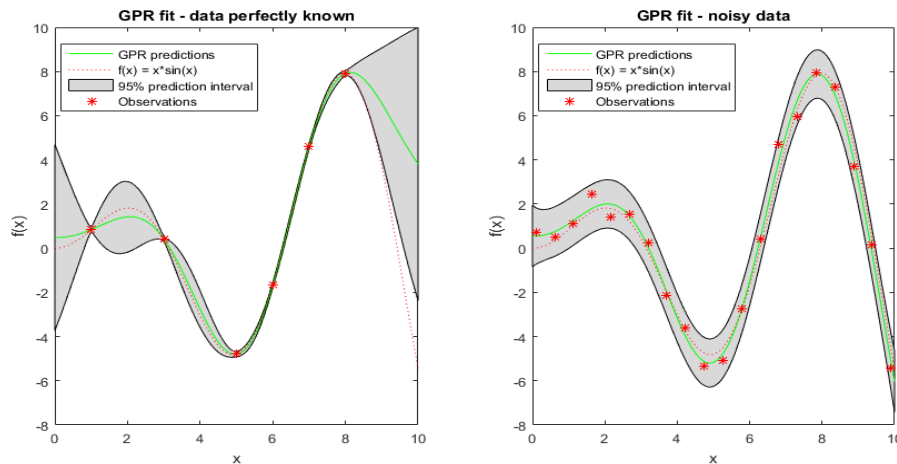 GPR fit - data perfectly known
10
8
6
4
2
0
-2
-4
-6
-8
f(x)
GPR predictions
f(x) = x*sin(x)
95% prediction interval
Observations
0 2 4 6 8 10
x
GPR fit - noisy data
10
8
6
4
2
0
-2
-4
-6
-8
f(x)
GPR predictions
f(x) = x*sin(x)
95% prediction interval
Observations
0 2 4 6 8 10
x